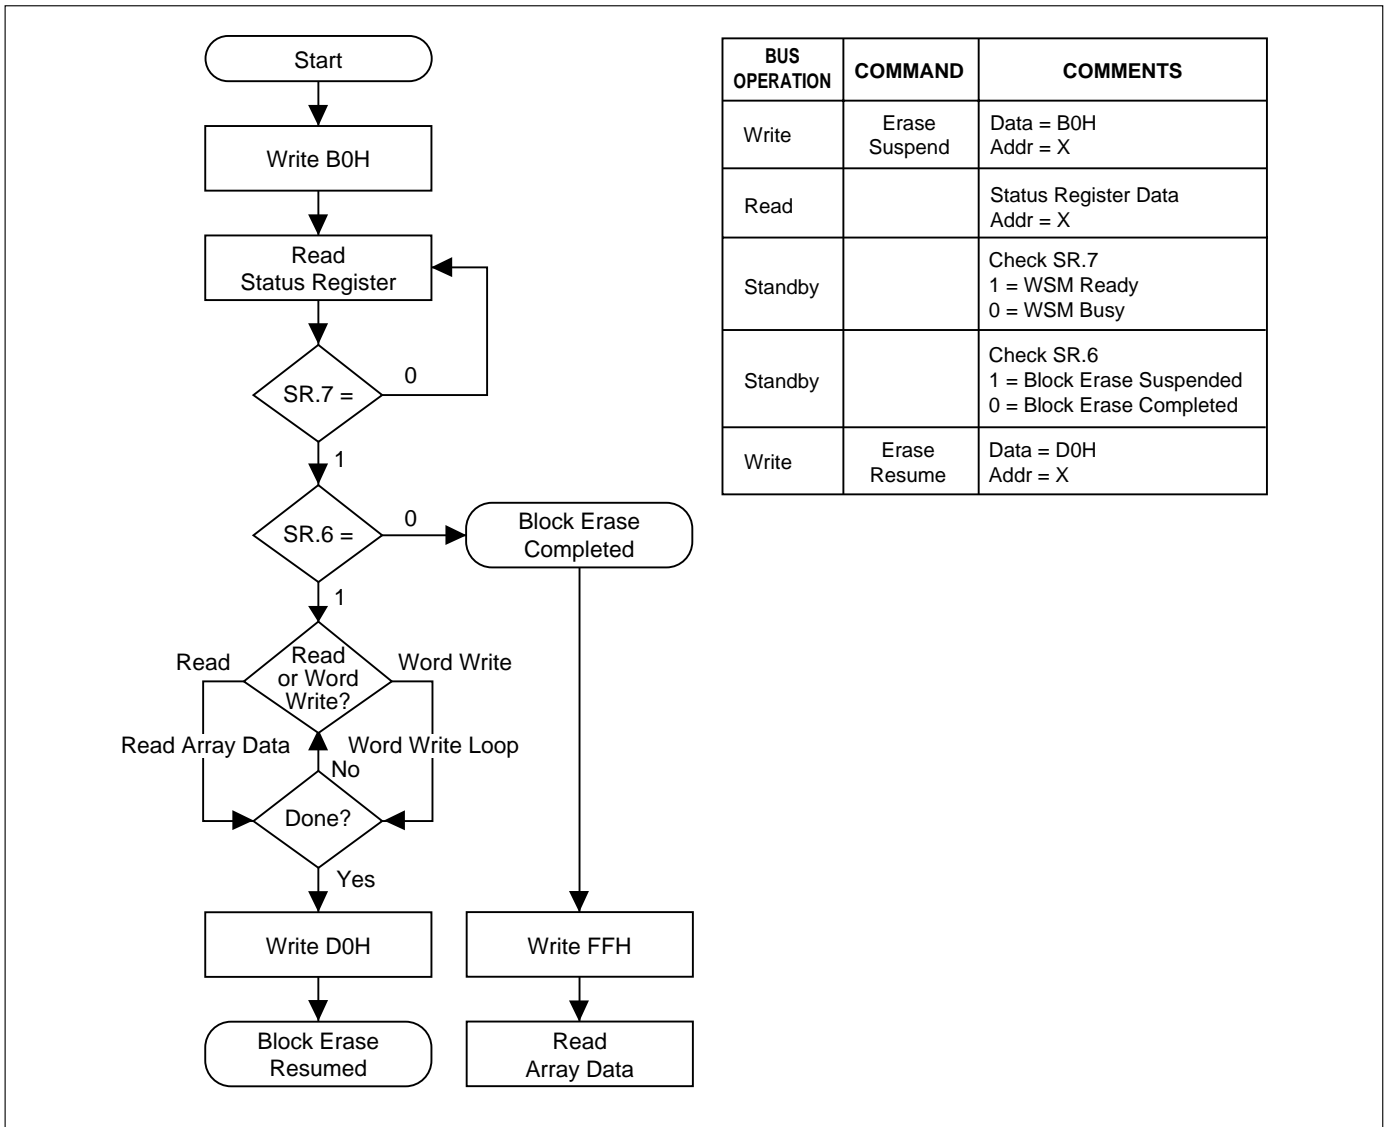 Start
Write B0H
Read
Status Register
SR.7 =
0
1
SR.6 =
0
Block Erase
Completed
1
Read
Read
or Word
Write?
Word Write
Read Array Data
Word Write Loop
No
Done?
Yes
Write D0H
Write FFH
Block Erase
Resumed
Read
Array Data
BUS
OPERATION
COMMAND
COMMENTS
Write
Erase
Suspend
Data = B0H
Addr = X
Read
Status Register Data
Addr = X
Standby
Check SR.7
1 = WSM Ready
0 = WSM Busy
Standby
Check SR.6
1 = Block Erase Suspended
0 = Block Erase Completed
Write
Erase
Resume
Data = D0H
Addr = X